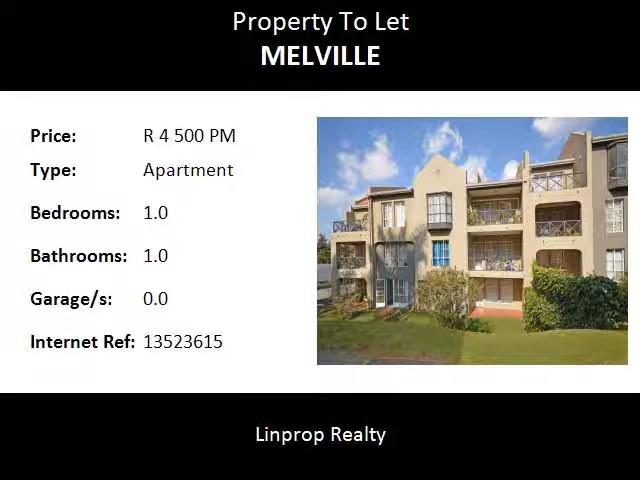 Property To Let
MELVILLE
Price: R 4 500 PM
Type: Apartment
Bedrooms: 1.0
Bathrooms: 1.0
Garage/s: 0.0
Internet Ref: 13523615
Linprop Realty